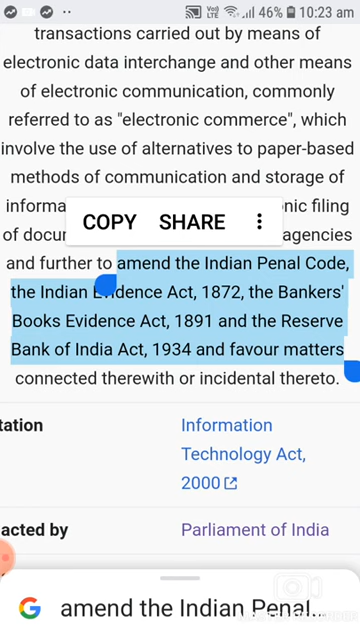 46% 10:23 am
transactions carried out by means of
electronic data interchange and other means
of electronic communication, commonly
referred to as "electronic commerce", which
involve the use of alternatives to paper-based
methods of communication and storage of
informa
COPY SHARE
nic filing
of docu
agencies
and further to amend the Indian Penal Code,
the Indian Evidence Act, 1872, the Bankers'
Books Evidence Act, 1891 and the Reserve
Bank of India Act, 1934 and favour matters
connected therewith or incidental thereto.
tation
Information
Technology Act,
2000
acted by
Parliament of India
amend the Indian Penal...